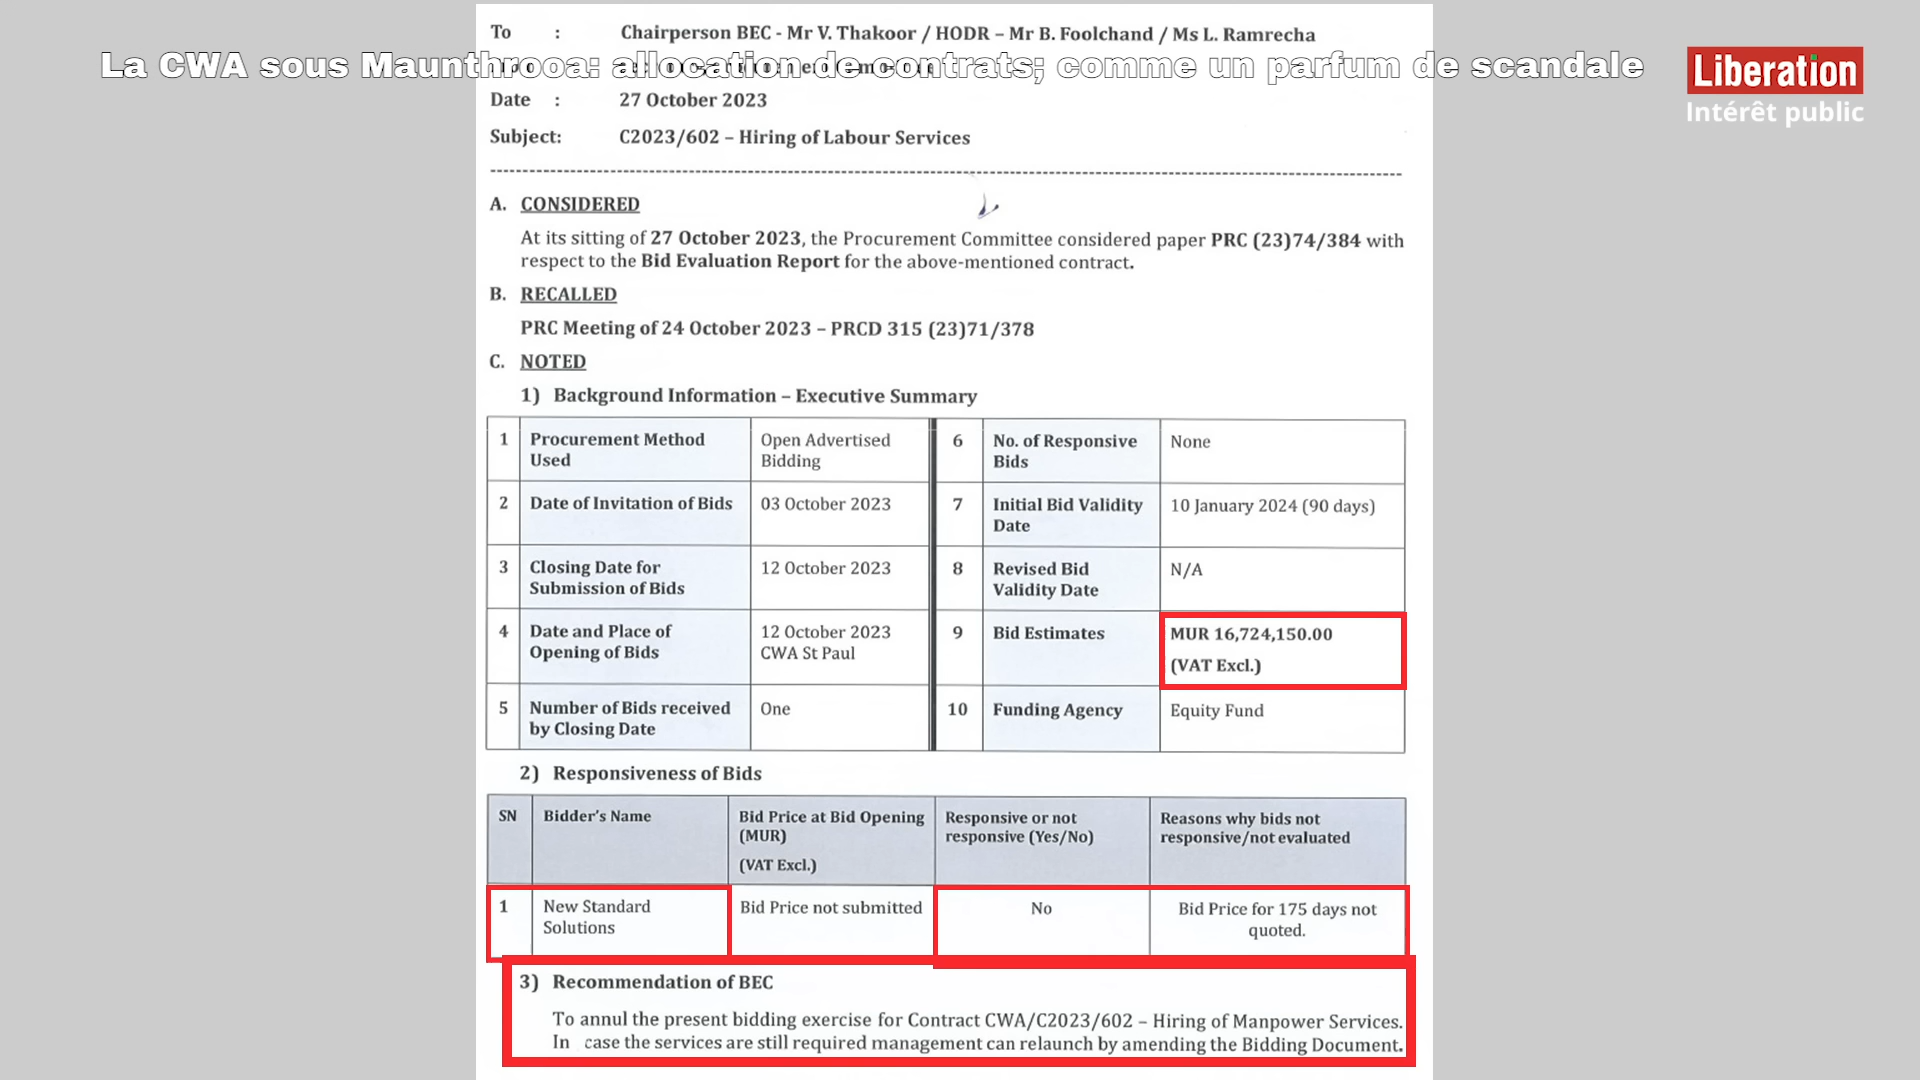 To : Chairperson BEC - Mr V. Thakoor / HODR – Mr B. Foolchand / Ms L. Ramrecha
La CWA sous Maunthrooa: allocation de contrats; comme un parfum de scandale
Liberation
Intérêt public
Date : 27 October 2023
Subject: C2023/602 – Hiring of Labour Services
A. CONSIDERED
At its sitting of 27 October 2023, the Procurement Committee considered paper PRC (23)74/384 with
respect to the Bid Evaluation Report for the above-mentioned contract.
B. RECALLED
PRC Meeting of 24 October 2023 – PRCD 315 (23)71/378
C. NOTED
1) Background Information – Executive Summary
1 Procurement Method Used Open Advertised Bidding
6 No. of Responsive Bids None
2 Date of Invitation of Bids 03 October 2023
7 Initial Bid Validity Date 10 January 2024 (90 days)
3 Closing Date for Submission of Bids 12 October 2023
8 Revised Bid Validity Date N/A
4 Date and Place of Opening of Bids 12 October 2023 CWA St Paul
9 Bid Estimates MUR 16,724,150.00 (VAT Excl.)
5 Number of Bids received by Closing Date One
10 Funding Agency Equity Fund
2) Responsiveness of Bids
SN Bidder's Name Bid Price at Bid Opening (MUR) (VAT Excl.) Responsive or not responsive (Yes/No) Reasons why bids not responsive/not evaluated
1 New Standard Solutions Bid Price not submitted No Bid Price for 175 days not quoted.
3) Recommendation of BEC
To annul the present bidding exercise for Contract CWA/C2023/602 – Hiring of Manpower Services.
In case the services are still required management can relaunch by amending the Bidding Document.